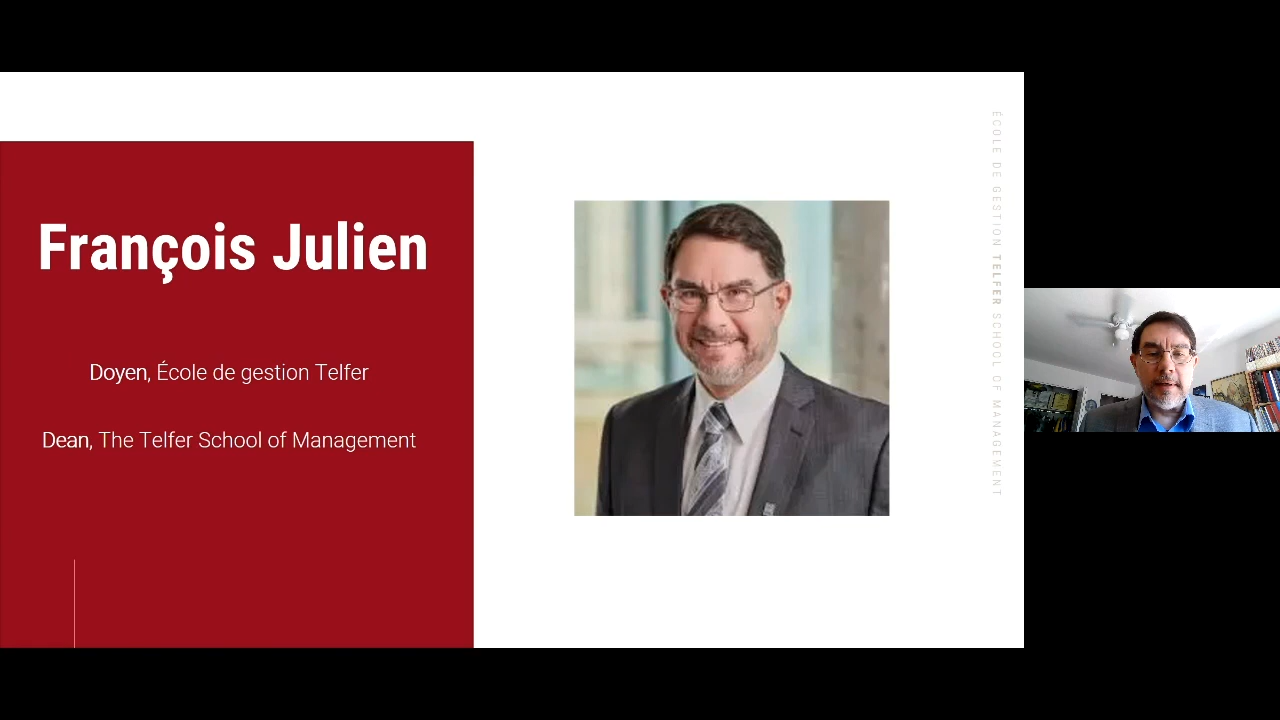 François Julien
Doyen, École de gestion Telfer
Dean, The Telfer School of Management
ÉCOLE DE GESTION TELFER SCHOOL OF MANAGEMENT